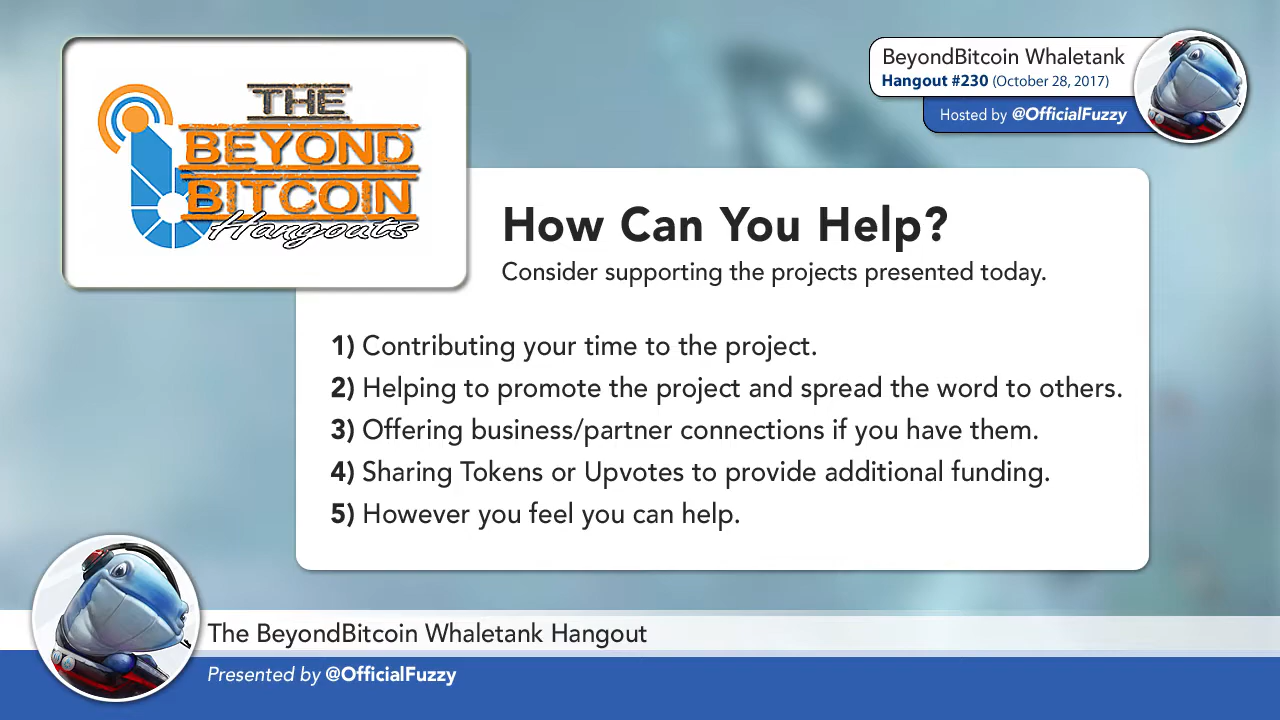 THE
BEYOND
BITCOIN
Hangouts
BeyondBitcoin Whaletank
Hangout #230 (October 28, 2017)
Hosted by @OfficialFuzzy
How Can You Help?
Consider supporting the projects presented today.
1) Contributing your time to the project.
2) Helping to promote the project and spread the word to others.
3) Offering business/partner connections if you have them.
4) Sharing Tokens or Upvotes to provide additional funding.
5) However you feel you can help.
The BeyondBitcoin Whaletank Hangout
Presented by @OfficialFuzzy